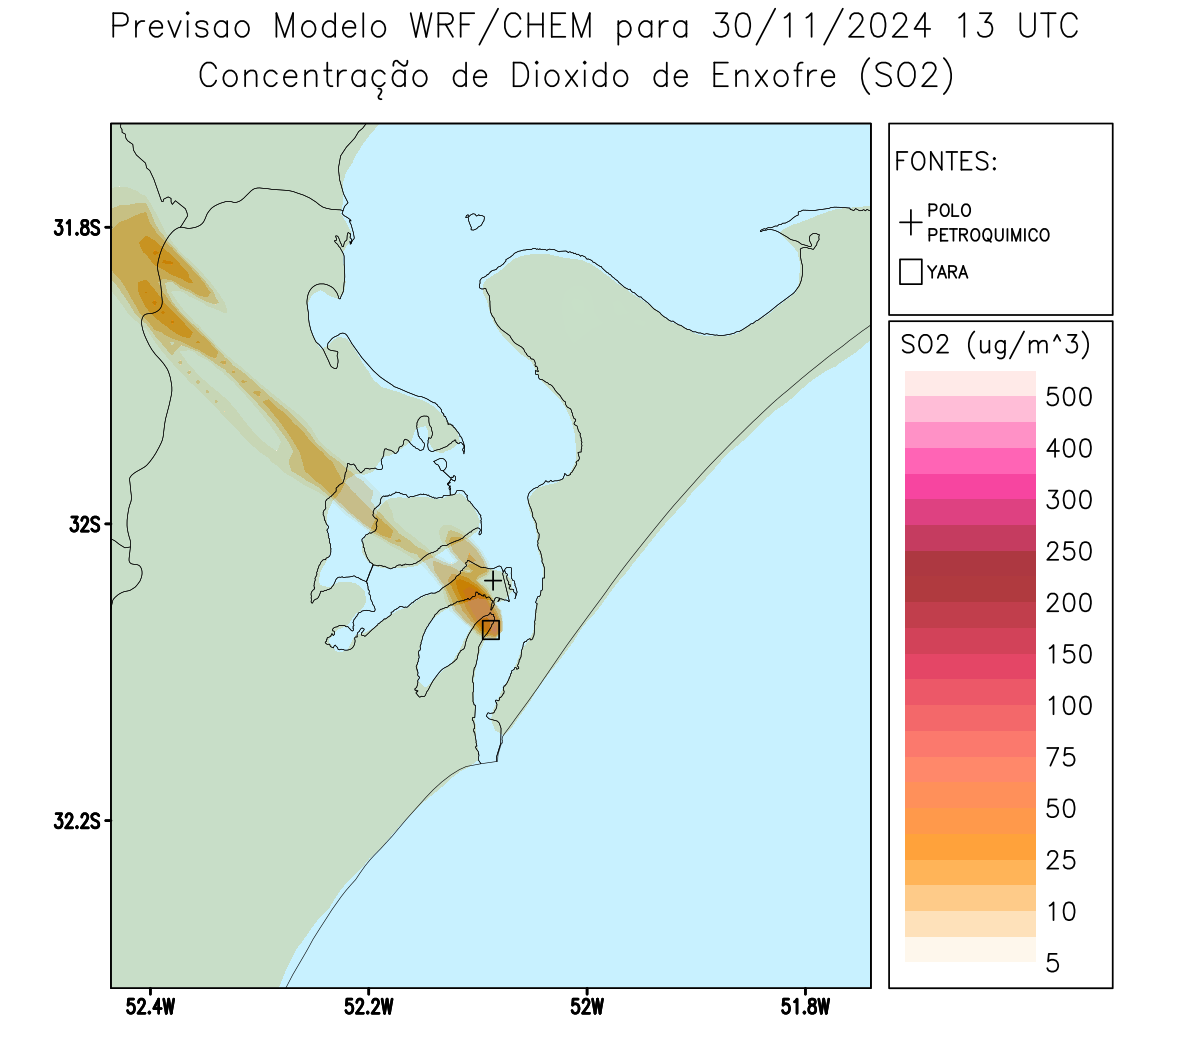 Previsao Modelo WRF/CHEM para 30/11/2024 13 UTC
Concentração de Dioxido de Enxofre (SO2)
FONTES:
POLO
PETROQUIMICO
YARA
31.8S
32S
32.2S
52.4W
52.2W
52W
51.8W
SO2 (ug/m^3)
500
400
300
250
200
150
100
75
50
25
10
5